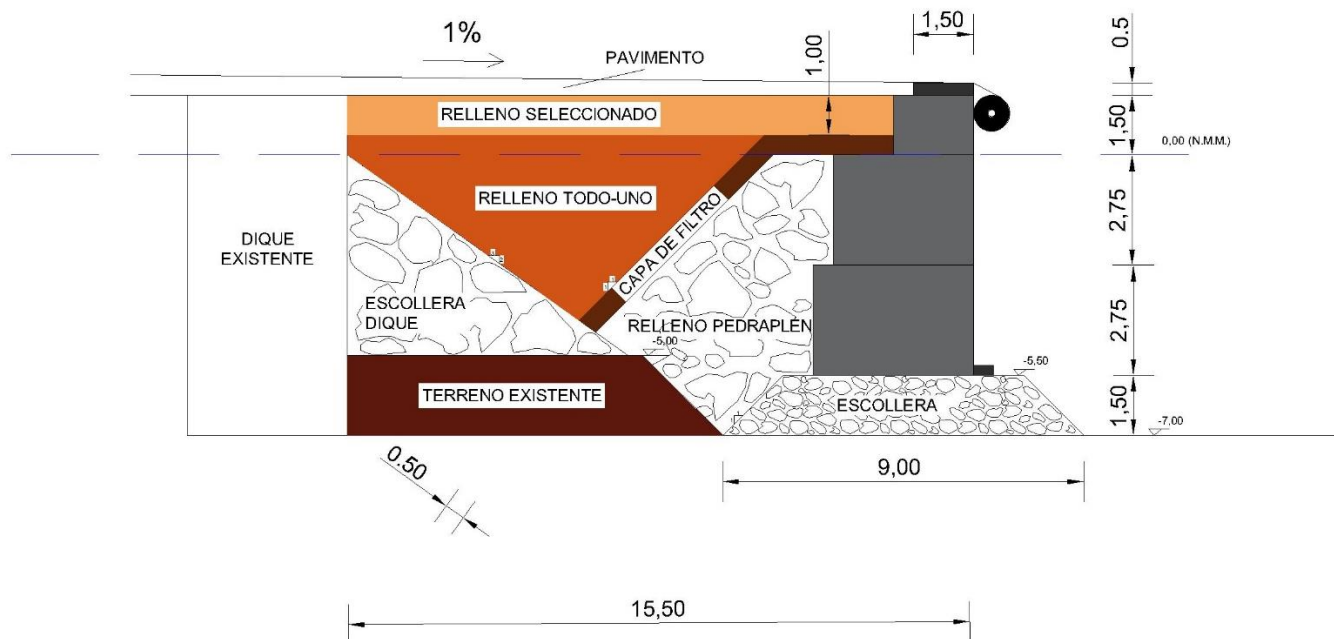 1,50
0.5
1%
PAVIMENTO
1,00
RELLENO SELECCIONADO
1,50
0,00 (N.M.M.)
RELLENO TODO-UNO
2,75
DIQUE
EXISTENTE
CAPA DE FILTRO
ESCOLLERA
DIQUE
RELLENO PEDRAPLÉN
2,75
-5,00
-5,50
TERRENO EXISTENTE
ESCOLLERA
1,50
-7,00
0.50
9,00
15,50